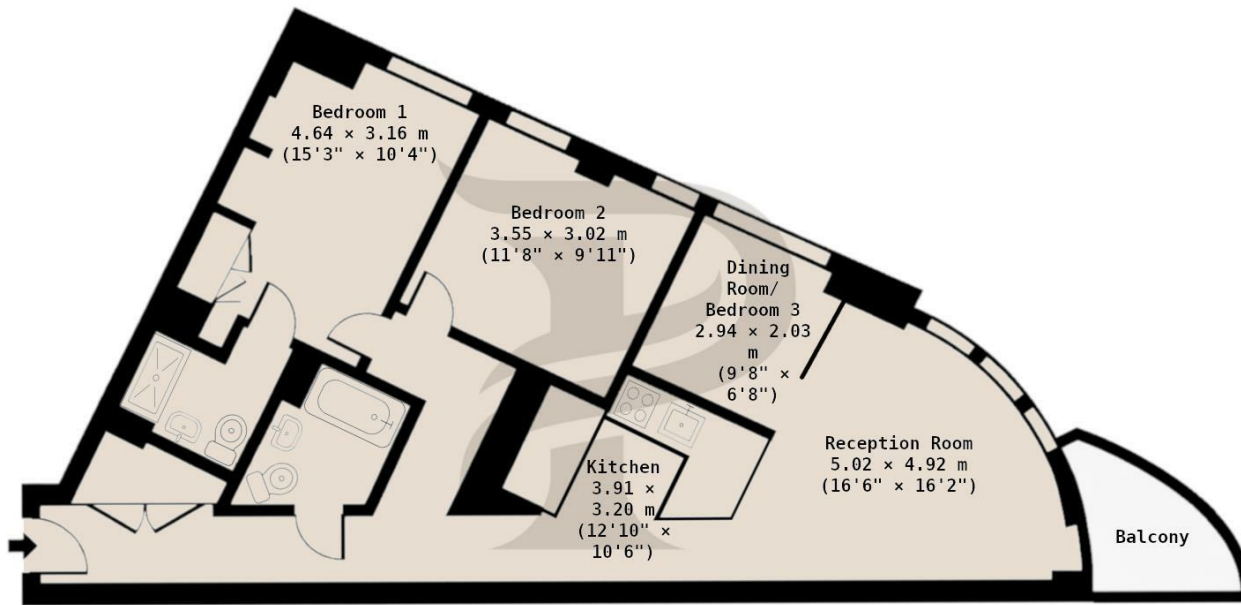 Bedroom 1
4.64 × 3.16 m
(15'3" × 10'4")
Bedroom 2
3.55 × 3.02 m
(11'8" × 9'11")
Dining
Room/
Bedroom 3
2.94 × 2.03
m
(9'8" ×
6'8")
Kitchen
3.91 ×
3.20 m
(12'10" ×
10'6")
Reception Room
5.02 × 4.92 m
(16'6" × 16'2")
Balcony